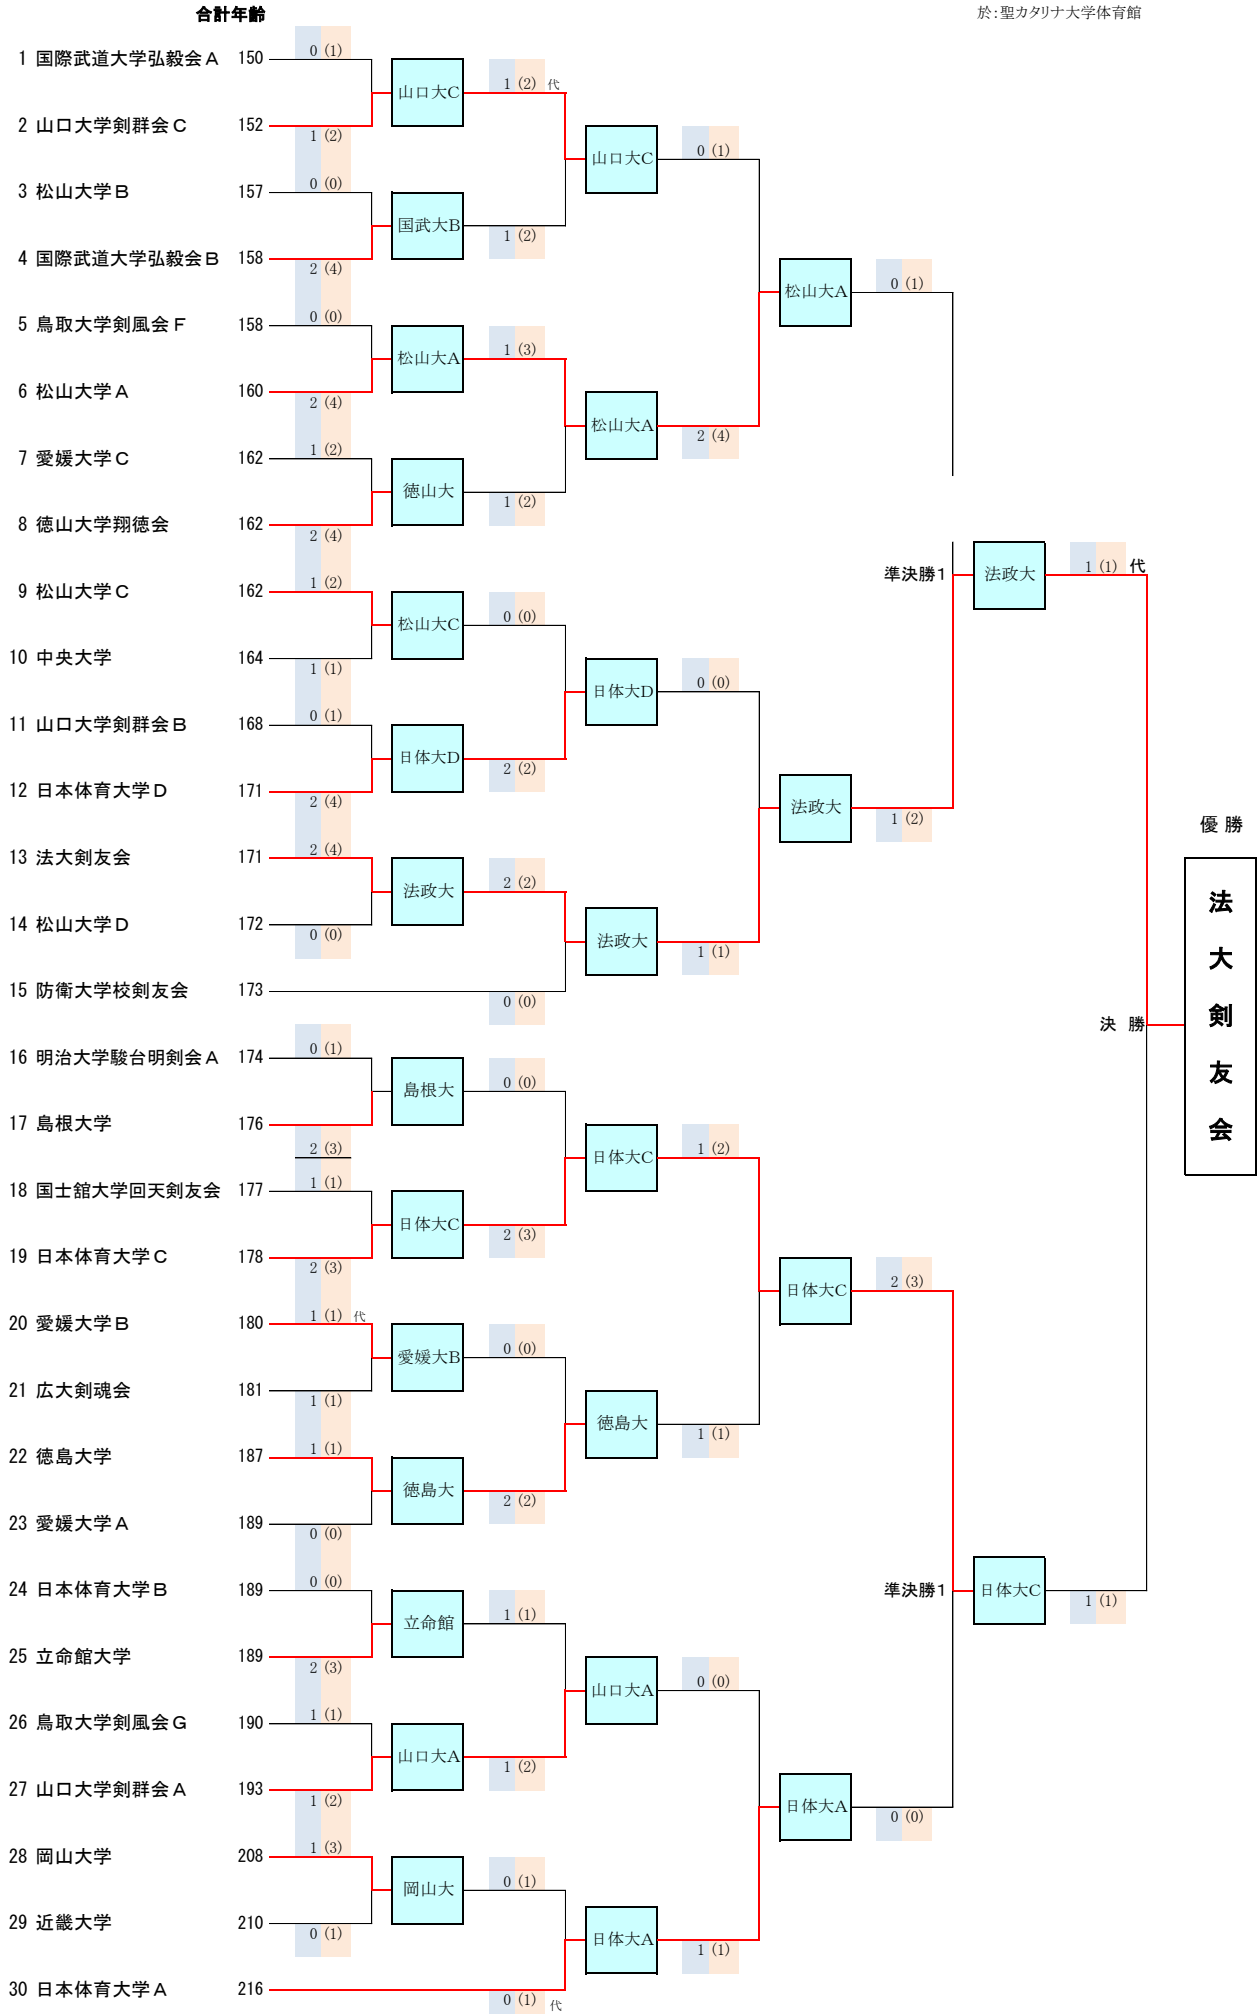 合計年齢
於:聖カタリナ大学体育館
0 (1)
1 国際武道大学弘毅会A 150
山口大C
1 (2) 代
2 山口大学剣群会C 152
1 (2)
山口大C
0 (1)
3 松山大学B 157
0 (0)
国武大B
1 (2)
4 国際武道大学弘毅会B 158
2 (4)
松山大A
0 (1)
5 鳥取大学剣風会F 158
0 (0)
松山大A
1 (3)
6 松山大学A 160
2 (4)
松山大A
2 (4)
7 愛媛大学C 162
1 (2)
徳山大
1 (2)
8 徳山大学翔徳会 162
2 (4)
準決勝1
法政大
1 (1) 代
9 松山大学C 162
1 (2)
松山大C
0 (0)
10 中央大学 164
1 (1)
日体大D
0 (0)
11 山口大学剣群会B 168
0 (1)
日体大D
2 (2)
12 日本体育大学D 171
2 (4)
法政大
1 (2)
優勝
13 法大剣友会 171
2 (4)
法政大
2 (2)
14 松山大学D 172
0 (0)
法政大
1 (1)
法大剣友会
15 防衛大学校剣友会 173
0 (0)
決勝
16 明治大学駿台明剣会A 174
0 (1)
島根大
0 (0)
17 島根大学 176
2 (3)
日体大C
1 (2)
18 国士舘大学回天剣友会 177
1 (1)
日体大C
2 (3)
19 日本体育大学C 178
2 (3)
日体大C
2 (3)
20 愛媛大学B 180
1 (1) 代
愛媛大B
0 (0)
21 広大剣魂会 181
1 (1)
徳島大
1 (1)
22 徳島大学 187
1 (1)
徳島大
2 (2)
23 愛媛大学A 189
0 (0)
準決勝1
日体大C
1 (1)
24 日本体育大学B 189
0 (0)
立命館
1 (1)
25 立命館大学 189
2 (3)
山口大A
0 (0)
26 鳥取大学剣風会G 190
1 (1)
山口大A
1 (2)
27 山口大学剣群会A 193
1 (2)
日体大A
0 (0)
28 岡山大学 208
1 (3)
岡山大
0 (1)
29 近畿大学 210
0 (1)
日体大A
1 (1)
30 日本体育大学A 216
0 (1) 代